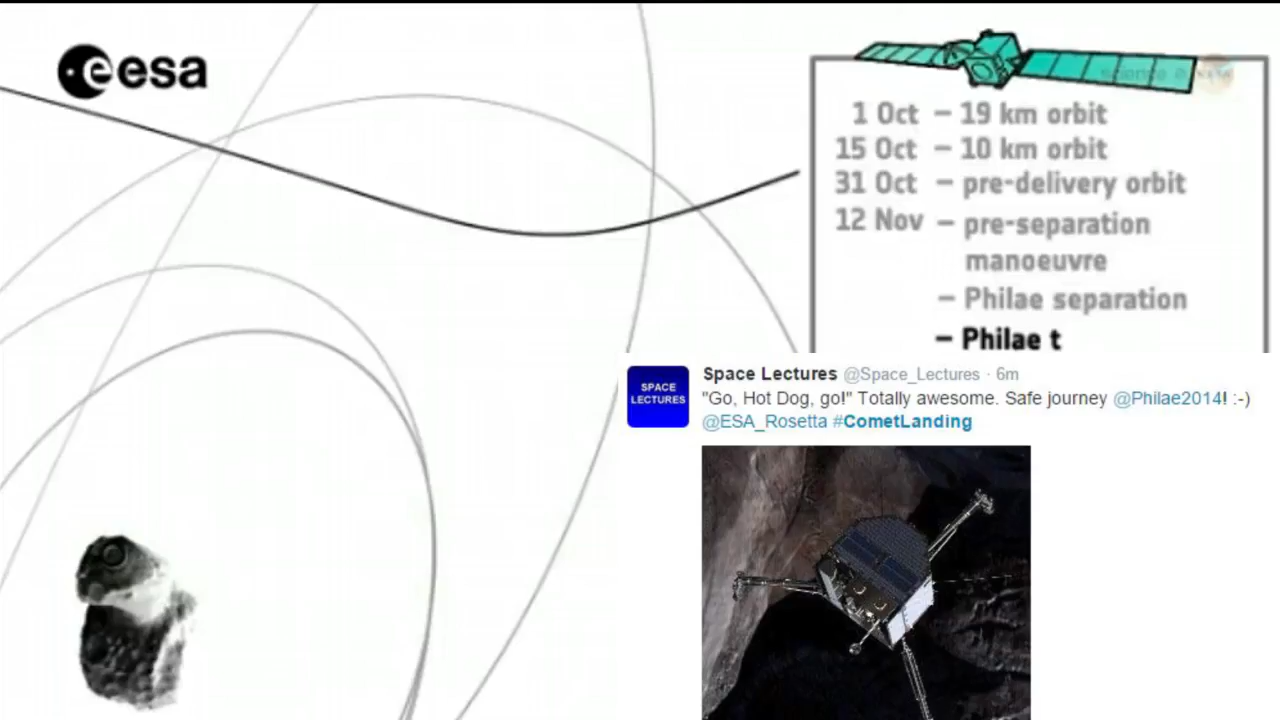 esa
1 Oct – 19 km orbit
15 Oct – 10 km orbit
31 Oct – pre-delivery orbit
12 Nov – pre-separation
manoeuvre
– Philae separation
– Philae t
SPACE
LECTURES
Space Lectures @Space_Lectures · 6m
"Go, Hot Dog, go!" Totally awesome. Safe journey @Philae2014! :-)
@ESA_Rosetta #CometLanding